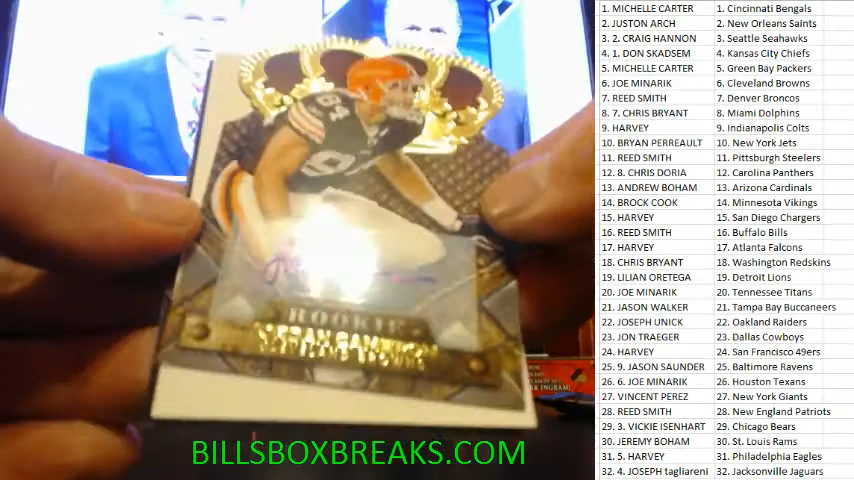 1. MICHELLE CARTER 1. Cincinnati Bengals
2. JUSTON ARCH 2. New Orleans Saints
3. 2. CRAIG HANNON 3. Seattle Seahawks
4. 1. DON SKADSEM 4. Kansas City Chiefs
5. MICHELLE CARTER 5. Green Bay Packers
6. JOE MINARIK 6. Cleveland Browns
7. REED SMITH 7. Denver Broncos
8. 7. CHRIS BRYANT 8. Miami Dolphins
9. HARVEY 9. Indianapolis Colts
10. BRYAN PERREAULT 10. New York Jets
11. REED SMITH 11. Pittsburgh Steelers
12. 8. CHRIS DORIA 12. Carolina Panthers
13. ANDREW BOHAM 13. Arizona Cardinals
14. BROCK COOK 14. Minnesota Vikings
15. HARVEY 15. San Diego Chargers
16. REED SMITH 16. Buffalo Bills
17. HARVEY 17. Atlanta Falcons
18. CHRIS BRYANT 18. Washington Redskins
19. LILIAN ORETEGA 19. Detroit Lions
20. JOE MINARIK 20. Tennessee Titans
21. JASON WALKER 21. Tampa Bay Buccaneers
22. JOSEPH UNICK 22. Oakland Raiders
23. JON TRAEGER 23. Dallas Cowboys
24. HARVEY 24. San Francisco 49ers
25. 9. JASON SAUNDER 25. Baltimore Ravens
26. 6. JOE MINARIK 26. Houston Texans
27. VINCENT PEREZ 27. New York Giants
28. REED SMITH 28. New England Patriots
29. 3. VICKIE ISENHART 29. Chicago Bears
30. JEREMY BOHAM 30. St. Louis Rams
31. 5. HARVEY 31. Philadelphia Eagles
32. 4. JOSEPH tagliareni 32. Jacksonville Jaguars
84
84
ROOKIE
INGRAM
BILLSBOXBREAKS.COM